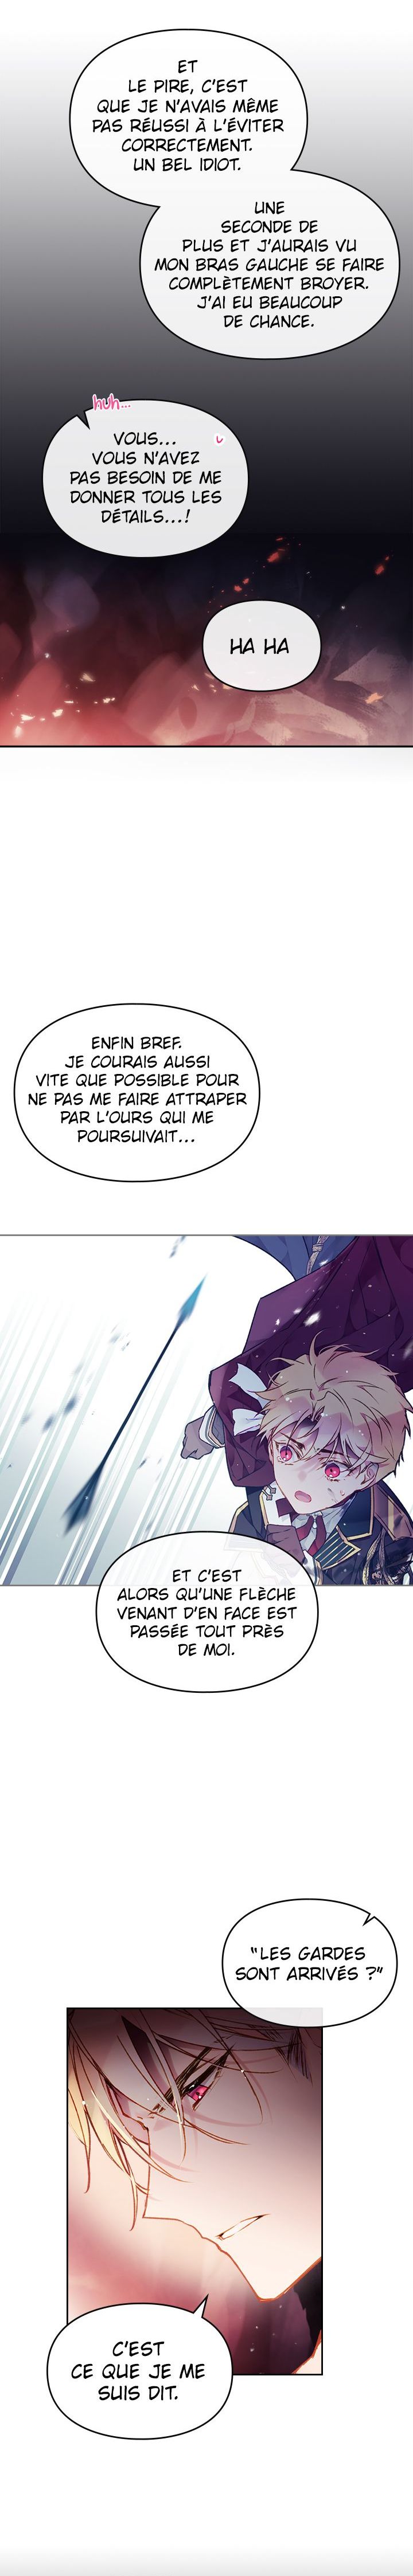 ET
LE PIRE, C'EST
QUE JE N'AVAIS MÊME
PAS RÉUSSI À L'ÉVITER
CORRECTEMENT.
UN BEL IDIOT.
UNE
SECONDE DE
PLUS ET J'AURAIS VU
MON BRAS GAUCHE SE FAIRE
COMPLÈTEMENT BROYER.
J'AI EU BEAUCOUP
DE CHANCE.
huh...
VOUS...
VOUS N'AVEZ
PAS BESOIN DE ME
DONNER TOUS LES
DÉTAILS...!
HA HA
ENFIN BREF.
JE COURAIS AUSSI
VITE QUE POSSIBLE POUR
NE PAS ME FAIRE ATTRAPER
PAR L'OURS QUI ME
POURSUIVAIT...
ET C'EST
ALORS QU'UNE FLÈCHE
VENANT D'EN FACE EST
PASSÉE TOUT PRÈS
DE MOI.
"LES GARDES
SONT ARRIVÉS ?"
C'EST
CE QUE JE ME
SUIS DIT.